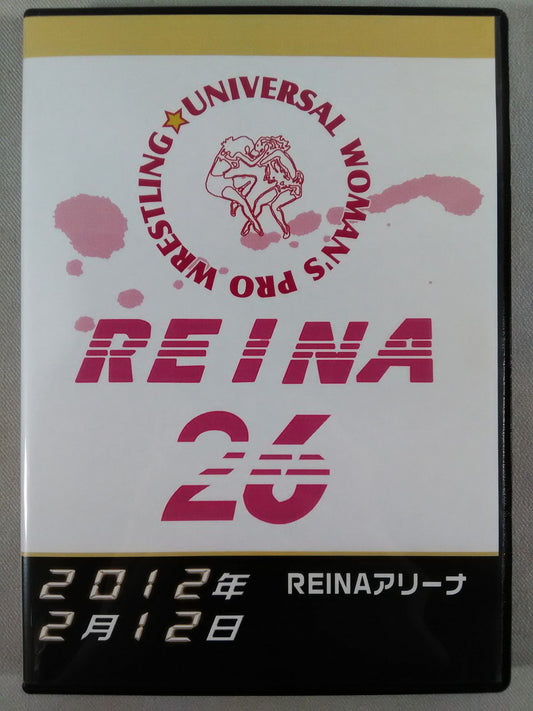 ★UNIVERSAL WOMAN'S PRO WRESTLING
REINA
26
2012年 REINAアリーナ
2月12日